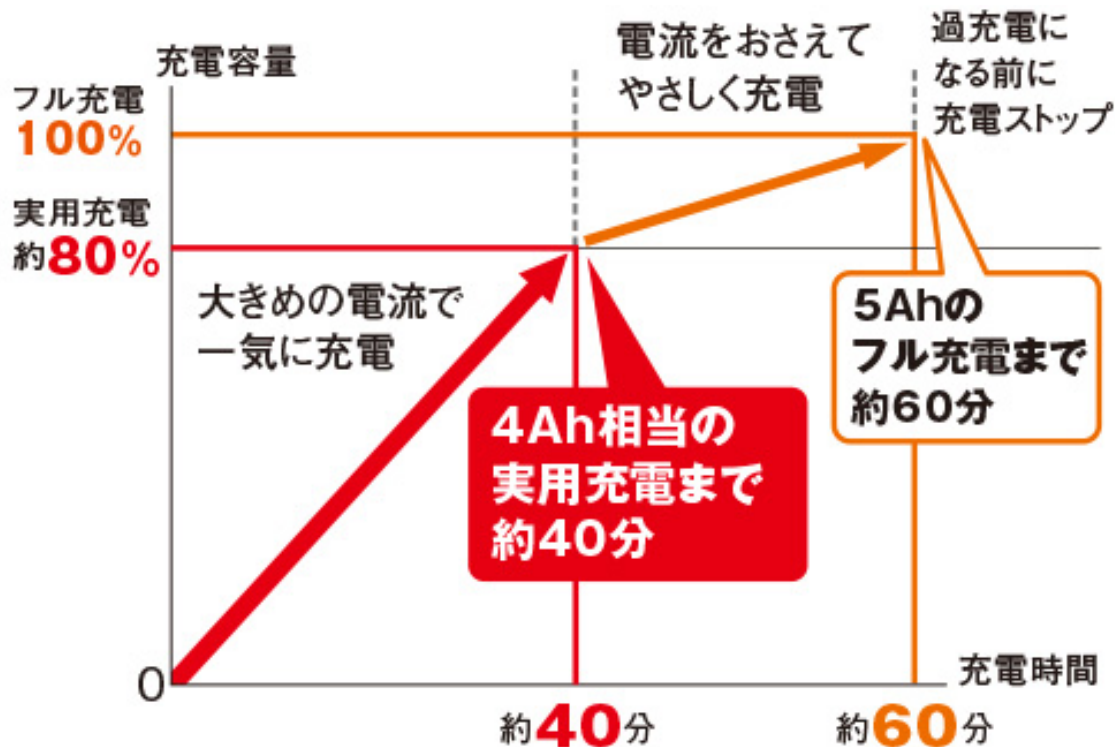 充電容量
フル充電
100%
実用充電
約80%
大きめの電流で
一気に充電
電流をおさえて
やさしく充電
過充電に
なる前に
充電ストップ
4Ah相当の
実用充電まで
約40分
5Ahの
フル充電まで
約60分
0
約40分
約60分
充電時間